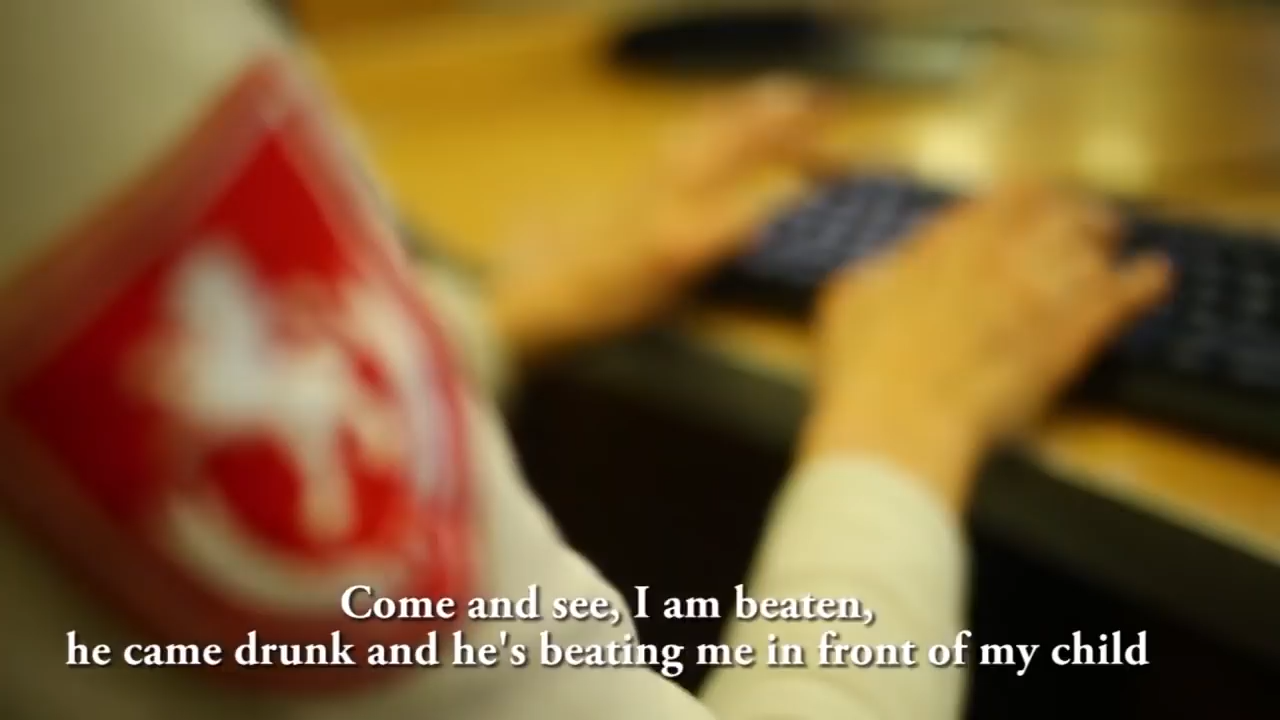 Come and see, I am beaten,
he came drunk and he's beating me in front of my child